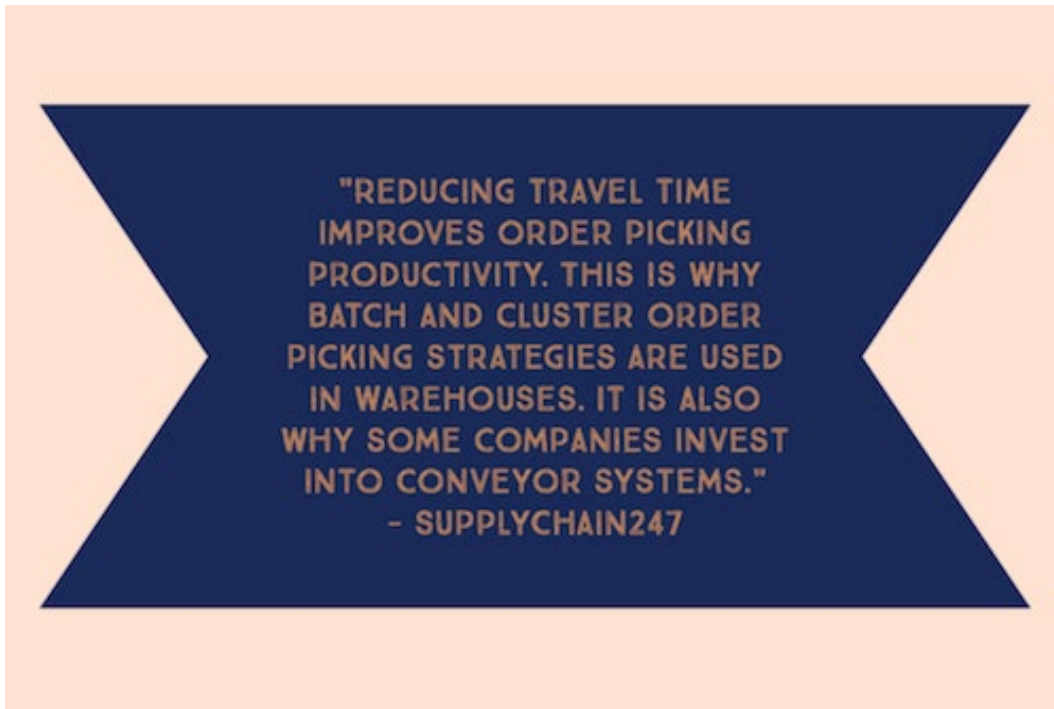 "REDUCING TRAVEL TIME
IMPROVES ORDER PICKING
PRODUCTIVITY. THIS IS WHY
BATCH AND CLUSTER ORDER
PICKING STRATEGIES ARE USED
IN WAREHOUSES. IT IS ALSO
WHY SOME COMPANIES INVEST
INTO CONVEYOR SYSTEMS."
- SUPPLYCHAIN247